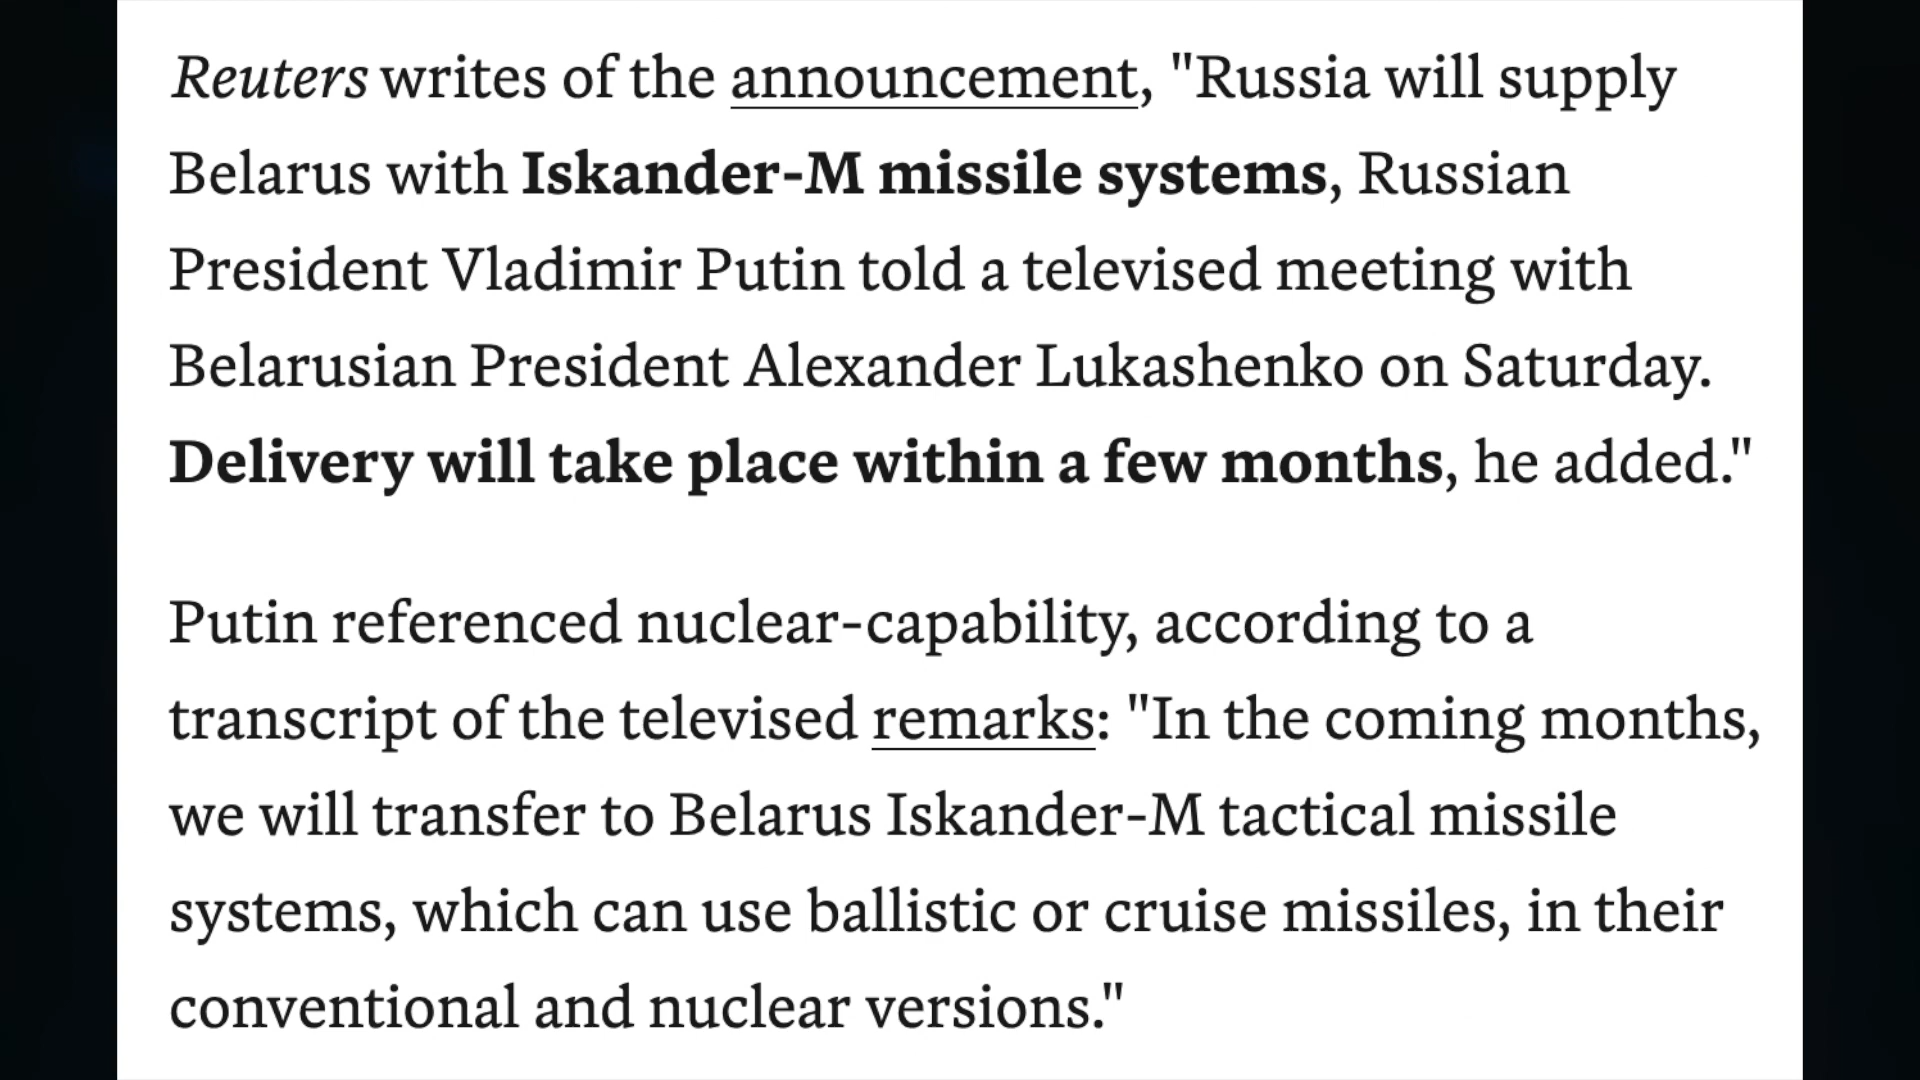 Reuters writes of the announcement, "Russia will supply
Belarus with Iskander-M missile systems, Russian
President Vladimir Putin told a televised meeting with
Belarusian President Alexander Lukashenko on Saturday.
Delivery will take place within a few months, he added."
Putin referenced nuclear-capability, according to a
transcript of the televised remarks: "In the coming months,
we will transfer to Belarus Iskander-M tactical missile
systems, which can use ballistic or cruise missiles, in their
conventional and nuclear versions."